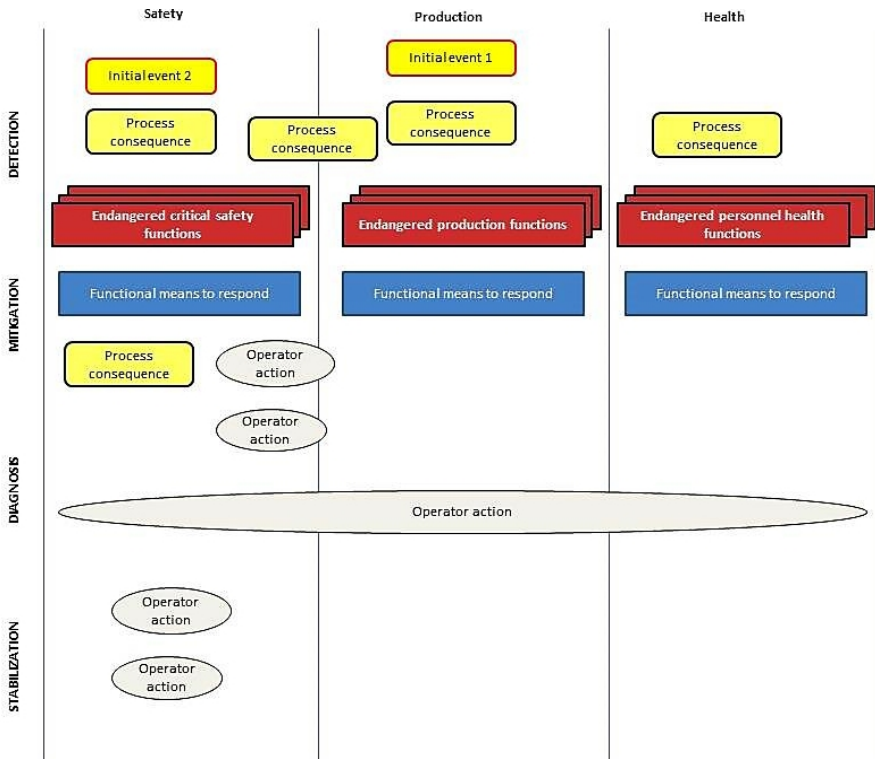 Safety
Production
Health
Initial event 2
Initial event 1
DETECTION
Process
consequence
Process
consequence
Process
consequence
Process
consequence
Endangered critical safety
functions
Endangered production functions
Endangered personnel health
functions
MITIGATION
Functional means to respond
Functional means to respond
Functional means to respond
Process
consequence
Operator
action
Operator
action
DIAGNOSIS
Operator action
STABILIZATION
Operator
action
Operator
action